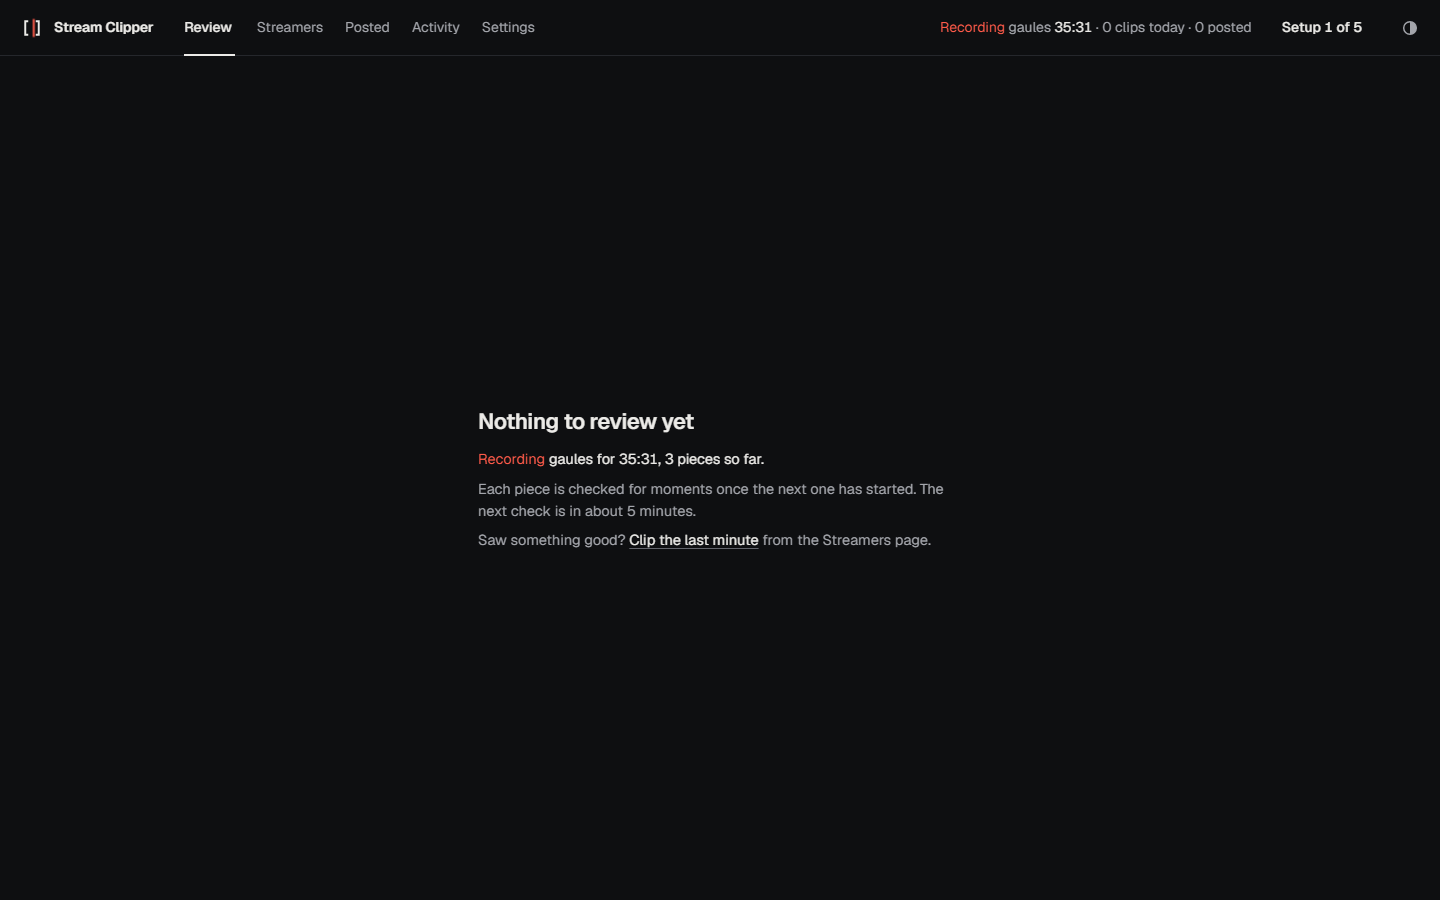 Stream Clipper Review Streamers Posted Activity Settings Recording gaules 35:31 · 0 clips today · 0 posted Setup 1 of 5
Nothing to review yet
Recording gaules for 35:31, 3 pieces so far.
Each piece is checked for moments once the next one has started. The
next check is in about 5 minutes.
Saw something good? Clip the last minute from the Streamers page.